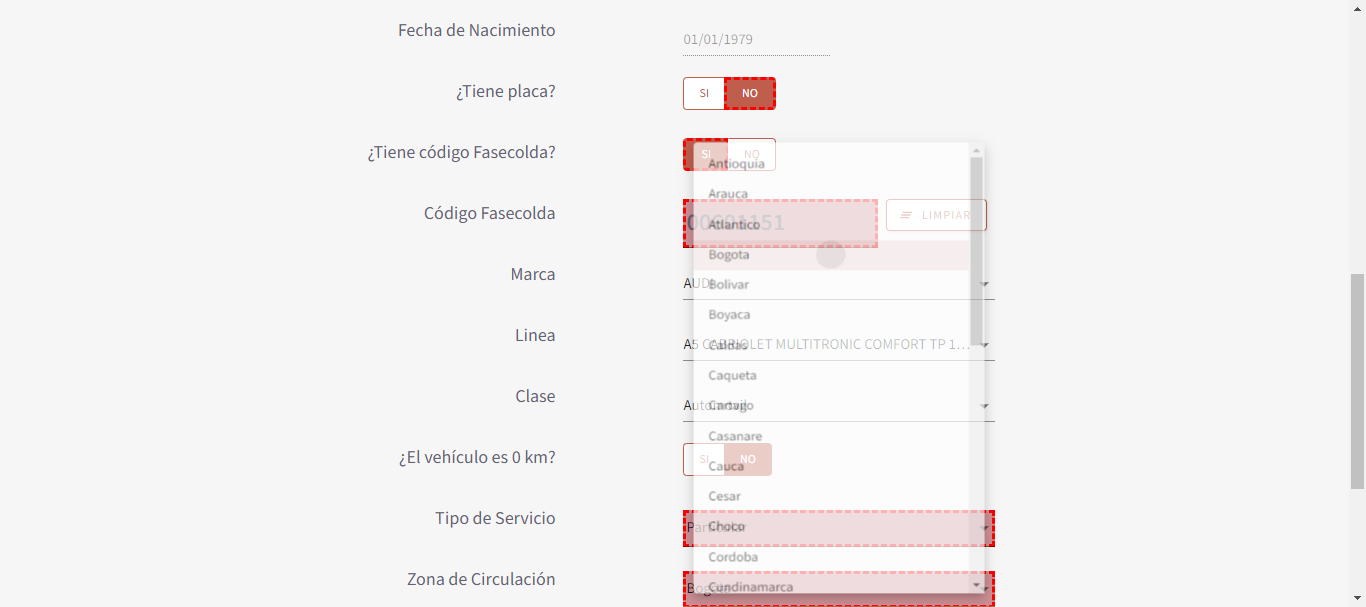 Fecha de Nacimiento 01/01/1979
¿Tiene placa? SI NO
¿Tiene código Fasecolda? SI NO
Antioquia
Arauca
Código Fasecolda 00601151 LIMPIAR
Atlantico
Bogota
Marca AUDI
Bolivar
Boyaca
Linea A5 CABRIOLET MULTITRONIC COMFORT TP 1...
Caldas
Caqueta
Clase Automovil
Cartago
Casanare
¿El vehículo es 0 km? SI NO
Cauca
Cesar
Tipo de Servicio Particular
Choco
Cordoba
Zona de Circulación Bogota
Cundinamarca